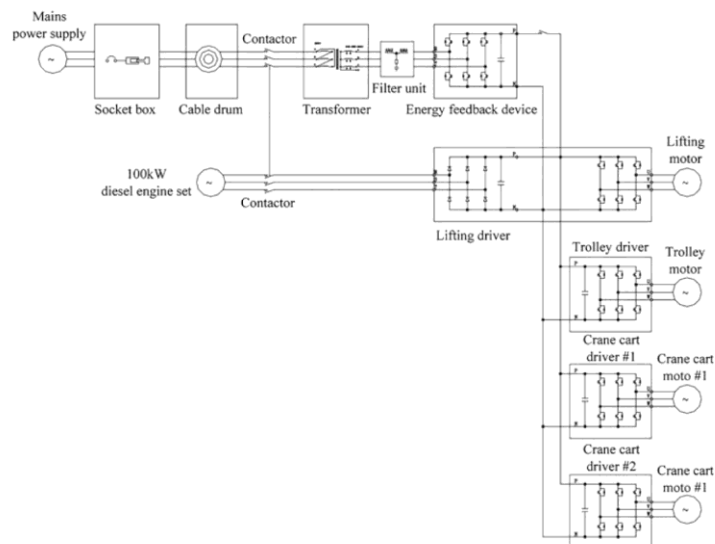 Mains
power supply
Contactor
Socket box
Cable drum
Transformer
Filter unit
Energy feedback device
100kW
diesel engine set
Contactor
Lifting
motor
Lifting driver
Trolley driver
Trolley
motor
Crane cart
driver #1
Crane cart
moto #1
Crane cart
driver #2
Crane cart
moto #1